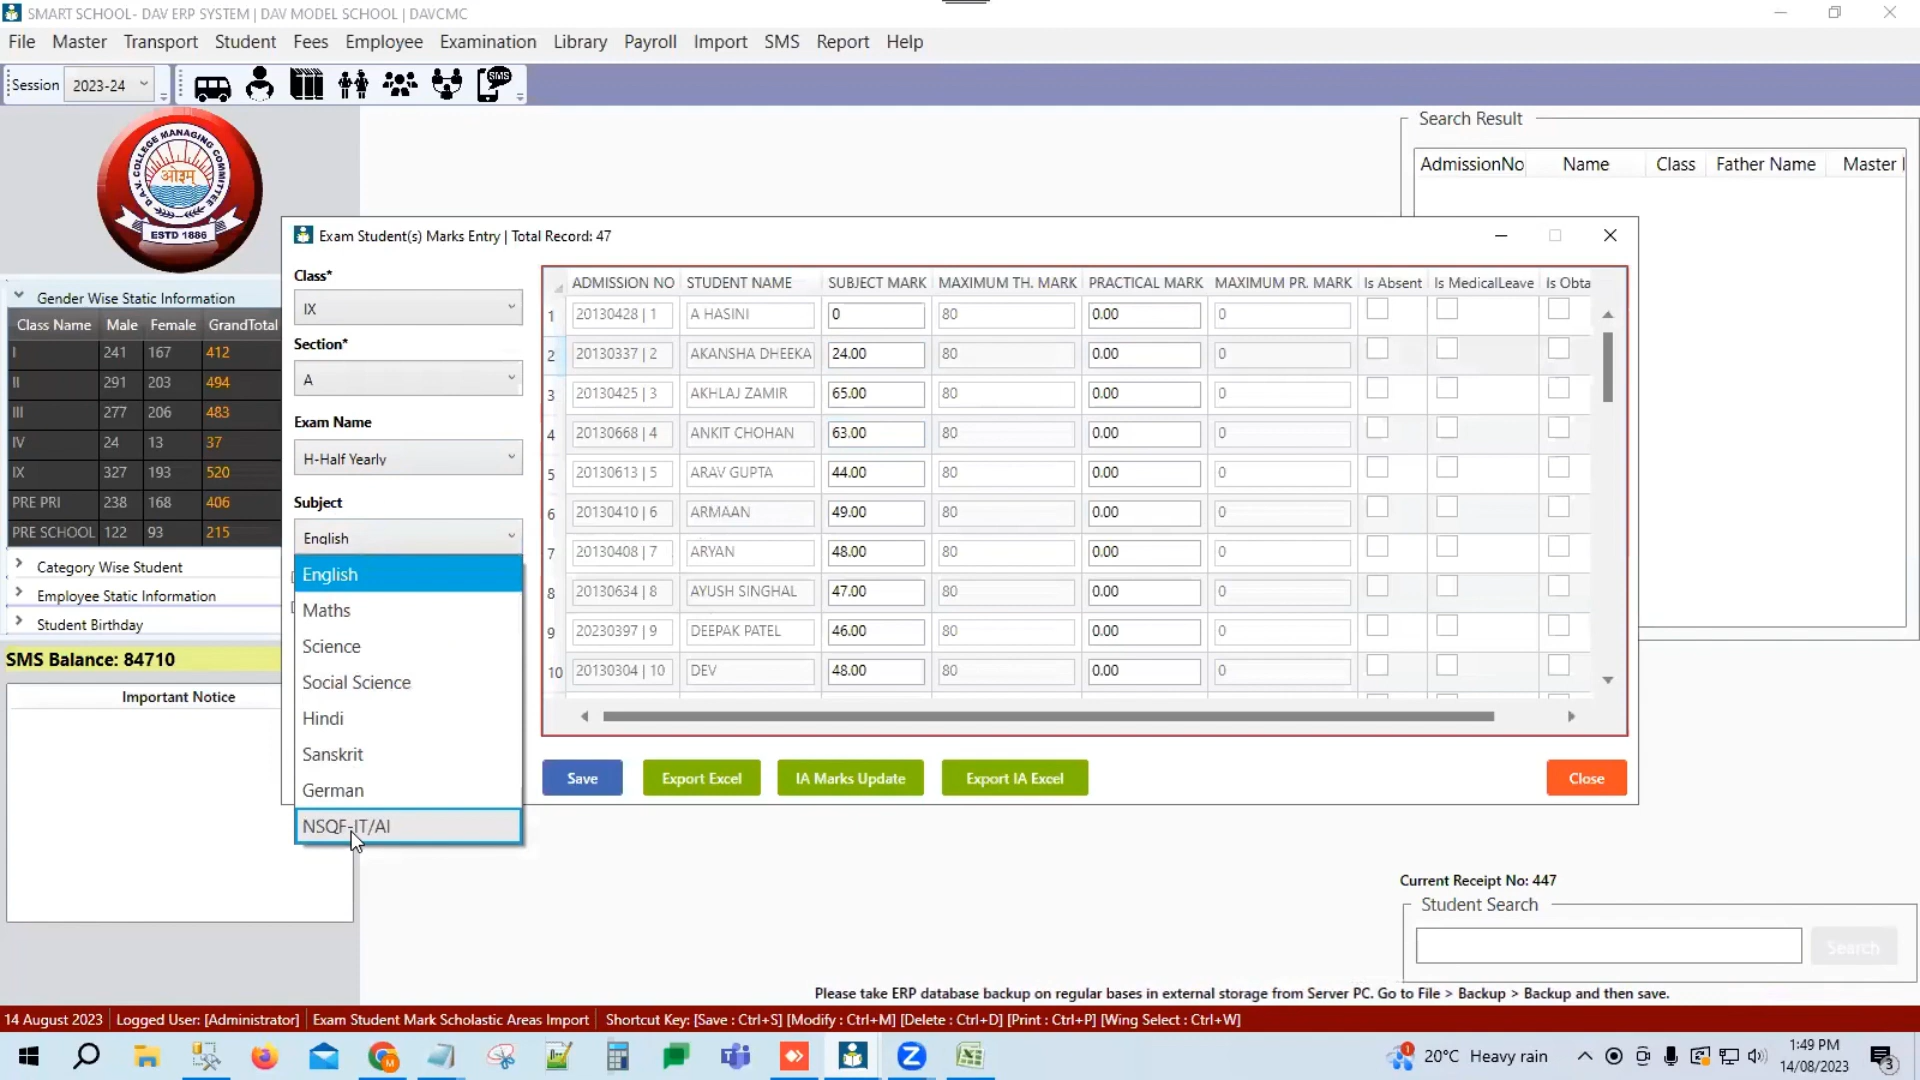 SMART SCHOOL- DAV ERP SYSTEM | DAV MODEL SCHOOL | DAVCMC
File Master Transport Student Fees Employee Examination Library Payroll Import SMS Report Help
Session 2023-24
SMS
D.A.V. COLLEGE MANAGING COMMITTEE
ओ३म्
ESTD 1886
Gender Wise Static Information
Class Name Male Female GrandTotal
I 241 167 412
II 291 203 494
III 277 206 483
IV 24 13 37
IX 327 193 520
PRE PRI 238 168 406
PRE SCHOOL 122 93 215
Category Wise Student
Employee Static Information
Student Birthday
SMS Balance: 84710
Important Notice
Exam Student(s) Marks Entry | Total Record: 47
Class*
IX
Section*
A
Exam Name
H-Half Yearly
Subject
English
English
Maths
Science
Social Science
Hindi
Sanskrit
German
NSQF-IT/AI
ADMISSION NO STUDENT NAME SUBJECT MARK MAXIMUM TH. MARK PRACTICAL MARK MAXIMUM PR. MARK Is Absent Is MedicalLeave Is Obta
1 20130428 | 1 A HASINI 0 80 0.00 0
2 20130337 | 2 AKANSHA DHEEKA 24.00 80 0.00 0
3 20130425 | 3 AKHLAJ ZAMIR 65.00 80 0.00 0
4 20130668 | 4 ANKIT CHOHAN 63.00 80 0.00 0
5 20130613 | 5 ARAV GUPTA 44.00 80 0.00 0
6 20130410 | 6 ARMAAN 49.00 80 0.00 0
7 20130408 | 7 ARYAN 48.00 80 0.00 0
8 20130634 | 8 AYUSH SINGHAL 47.00 80 0.00 0
9 20230397 | 9 DEEPAK PATEL 46.00 80 0.00 0
10 20130304 | 10 DEV 48.00 80 0.00 0
Save Export Excel IA Marks Update Export IA Excel Close
Search Result
AdmissionNo Name Class Father Name Master
Current Receipt No: 447
Student Search
Search
Please take ERP database backup on regular bases in external storage from Server PC. Go to File > Backup > Backup and then save.
14 August 2023 Logged User: [Administrator] Exam Student Mark Scholastic Areas Import Shortcut Key: [Save : Ctrl+S] [Modify : Ctrl+M] [Delete : Ctrl+D] [Print : Ctrl+P] [Wing Select : Ctrl+W]
1 20°C Heavy rain 1:49 PM
14/08/2023 3